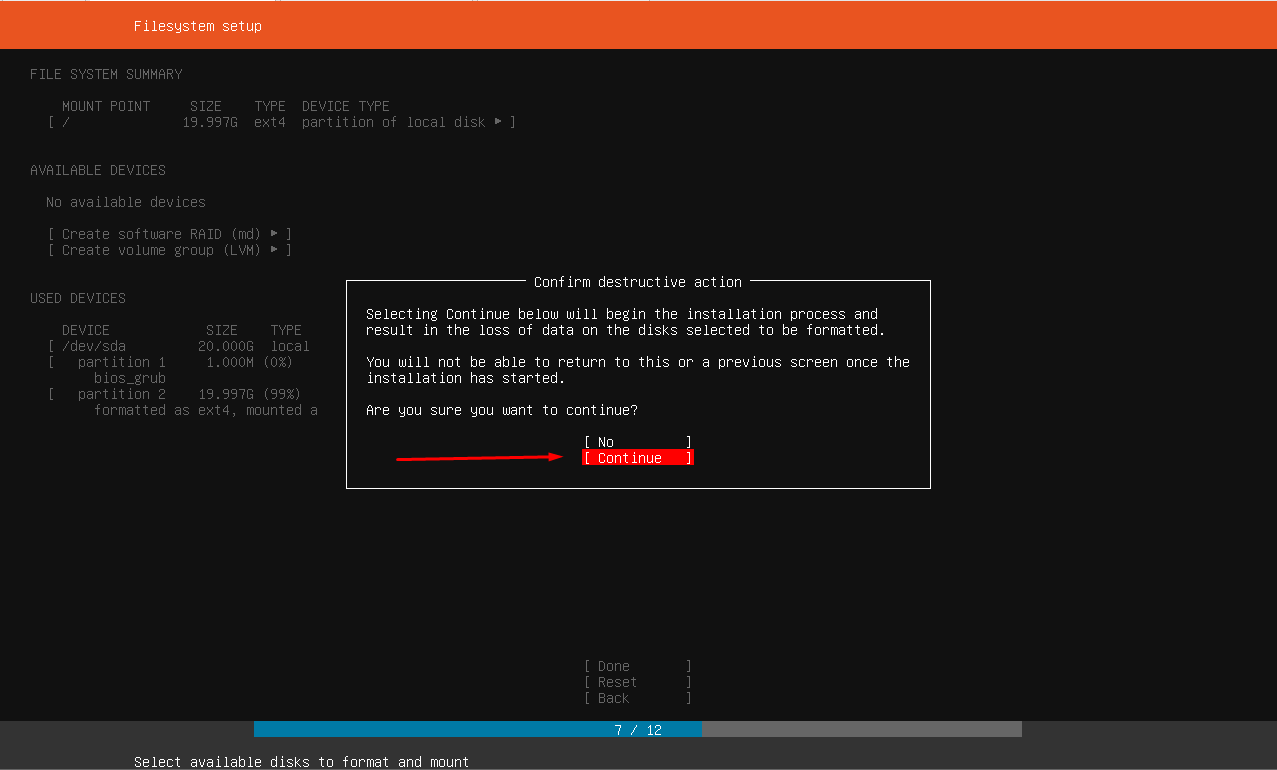 Filesystem setup
FILE SYSTEM SUMMARY
MOUNT POINT SIZE TYPE DEVICE TYPE
[ / 19.997G ext4 partition of local disk ▸ ]
AVAILABLE DEVICES
No available devices
[ Create software RAID (md) ▸ ]
[ Create volume group (LVM) ▸ ]
USED DEVICES
DEVICE SIZE TYPE
[ /dev/sda 20.000G local
[ partition 1 1.000M (0%)
bios_grub
[ partition 2 19.997G (99%)
formatted as ext4, mounted a
Confirm destructive action
Selecting Continue below will begin the installation process and
result in the loss of data on the disks selected to be formatted.
You will not be able to return to this or a previous screen once the
installation has started.
Are you sure you want to continue?
[ No ]
[ Continue ]
[ Done ]
[ Reset ]
[ Back ]
7 / 12
Select available disks to format and mount